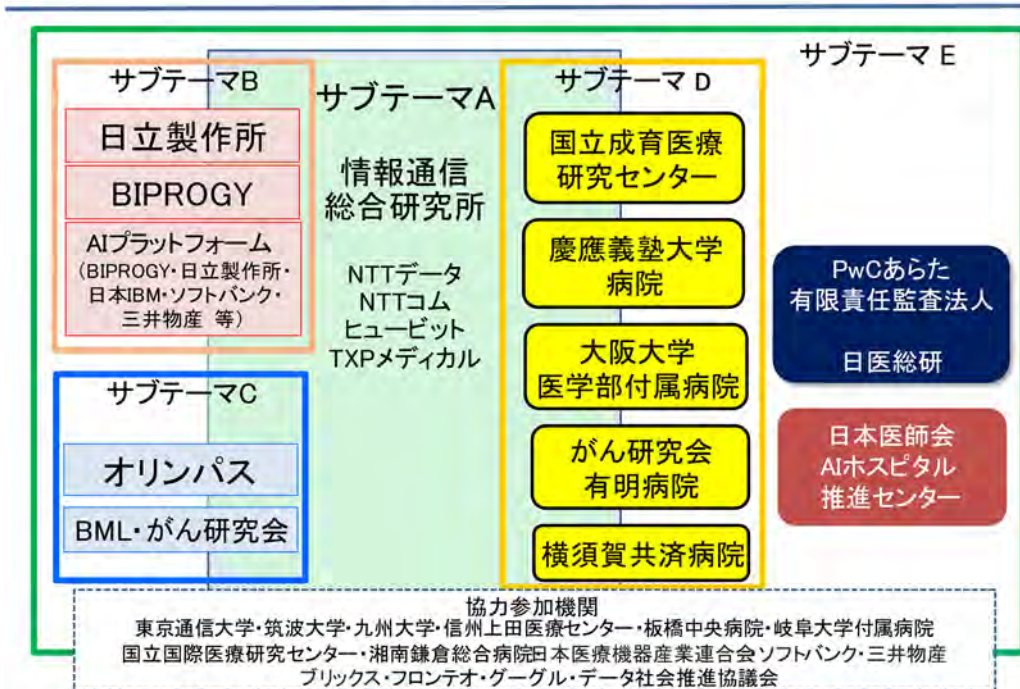 サブテーマB
日立製作所
BIPROGY
AIプラットフォーム
(BIPROGY・日立製作所・
日本IBM・ソフトバンク・
三井物産 等)
サブテーマC
オリンパス
BML・がん研究会
サブテーマA
情報通信
総合研究所
NTTデータ
NTTコム
ヒュービット
TXPメディカル
サブテーマ D
国立成育医療
研究センター
慶應義塾大学
病院
大阪大学
医学部付属病院
がん研究会
有明病院
横須賀共済病院
サブテーマ E
PwCあらた
有限責任監査法人
日医総研
日本医師会
AIホスピタル
推進センター
協力参加機関
東京通信大学・筑波大学・九州大学・信州上田医療センター・板橋中央病院・岐阜大学付属病院
国立国際医療研究センター・湘南鎌倉総合病院日本医療機器産業連合会ソフトバンク・三井物産
ブリックス・フロンテオ・グーグル・データ社会推進協議会